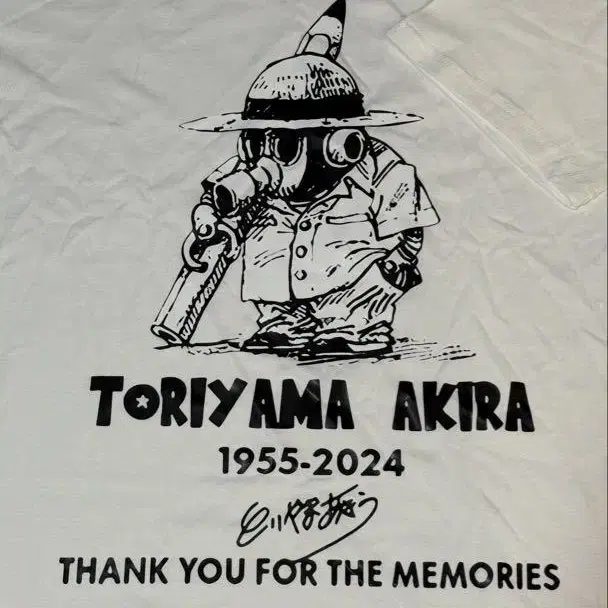 TORIYAMA AKIRA
1955-2024
THANK YOU FOR THE MEMORIES